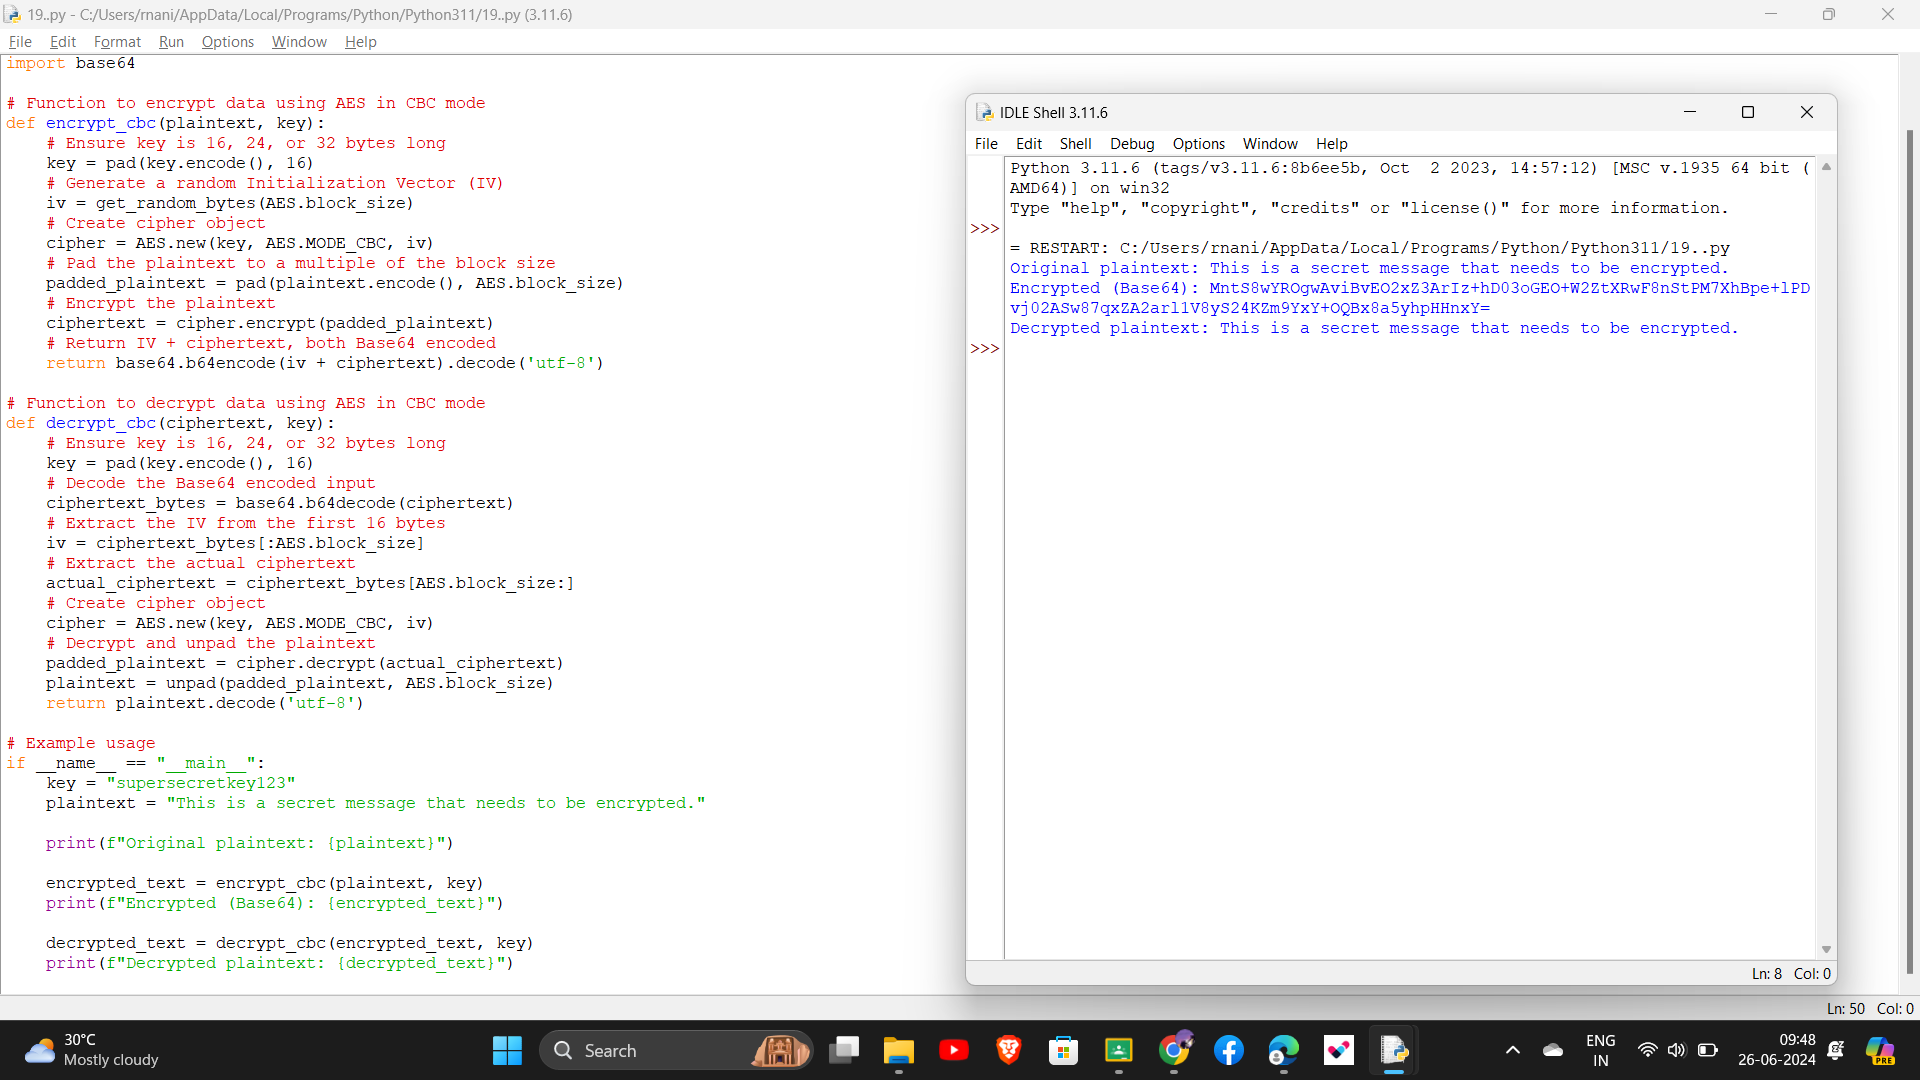 19..py - C:/Users/rnani/AppData/Local/Programs/Python/Python311/19..py (3.11.6)
File Edit Format Run Options Window Help
import base64
# Function to encrypt data using AES in CBC mode
def encrypt_cbc(plaintext, key):
    # Ensure key is 16, 24, or 32 bytes long
    key = pad(key.encode(), 16)
    # Generate a random Initialization Vector (IV)
    iv = get_random_bytes(AES.block_size)
    # Create cipher object
    cipher = AES.new(key, AES.MODE_CBC, iv)
    # Pad the plaintext to a multiple of the block size
    padded_plaintext = pad(plaintext.encode(), AES.block_size)
    # Encrypt the plaintext
    ciphertext = cipher.encrypt(padded_plaintext)
    # Return IV + ciphertext, both Base64 encoded
    return base64.b64encode(iv + ciphertext).decode('utf-8')
# Function to decrypt data using AES in CBC mode
def decrypt_cbc(ciphertext, key):
    # Ensure key is 16, 24, or 32 bytes long
    key = pad(key.encode(), 16)
    # Decode the Base64 encoded input
    ciphertext_bytes = base64.b64decode(ciphertext)
    # Extract the IV from the first 16 bytes
    iv = ciphertext_bytes[:AES.block_size]
    # Extract the actual ciphertext
    actual_ciphertext = ciphertext_bytes[AES.block_size:]
    # Create cipher object
    cipher = AES.new(key, AES.MODE_CBC, iv)
    # Decrypt and unpad the plaintext
    padded_plaintext = cipher.decrypt(actual_ciphertext)
    plaintext = unpad(padded_plaintext, AES.block_size)
    return plaintext.decode('utf-8')
# Example usage
if __name__ == "__main__":
    key = "supersecretkey123"
    plaintext = "This is a secret message that needs to be encrypted."
    print(f"Original plaintext: {plaintext}")
    encrypted_text = encrypt_cbc(plaintext, key)
    print(f"Encrypted (Base64): {encrypted_text}")
    decrypted_text = decrypt_cbc(encrypted_text, key)
    print(f"Decrypted plaintext: {decrypted_text}")
Ln: 50 Col: 0
IDLE Shell 3.11.6
File Edit Shell Debug Options Window Help
Python 3.11.6 (tags/v3.11.6:8b6ee5b, Oct  2 2023, 14:57:12) [MSC v.1935 64 bit (
AMD64)] on win32
Type "help", "copyright", "credits" or "license()" for more information.
>>>
= RESTART: C:/Users/rnani/AppData/Local/Programs/Python/Python311/19..py
Original plaintext: This is a secret message that needs to be encrypted.
Encrypted (Base64): MntS8wYROgwAviBvEO2xZ3ArIz+hD03oGEO+W2ZtXRwF8nStPM7XhBpe+lPD
vj02ASw87qxZA2arl1V8yS24KZm9YxY+OQBx8a5yhpHHnxY=
Decrypted plaintext: This is a secret message that needs to be encrypted.
>>>
Ln: 8 Col: 0
30°C
Mostly cloudy
Search
ENG
IN
09:48
26-06-2024
PRE